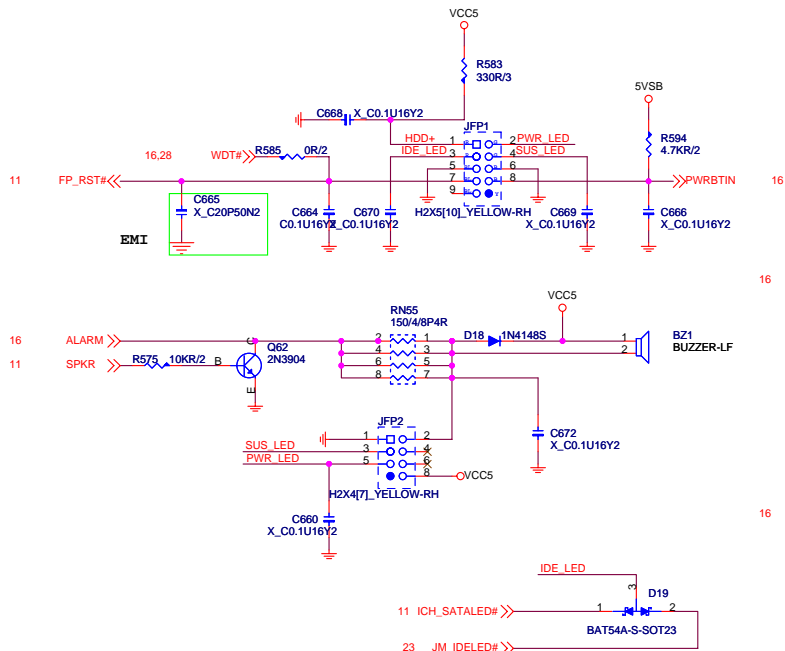 VCC5
R583
330R/3
5VSB
C668 X_C0.1U16Y2
JFP1
R594
4.7KR/2
HDD+ 1 2 PWR_LED
16,28 WDT# R585 0R/2 IDE_LED 3 4 SUS_LED
5 6
11 FP_RST# 7 8 PWRBTIN 16
9
C665
X_C20P50N2
EMI
C664
C0.1U16Y2
C670
X_C0.1U16Y2
H2X5[10]_YELLOW-RH
C669
X_C0.1U16Y2
C666
X_C0.1U16Y2
16
VCC5
RN55
150/4/8P4R
16 ALARM C 2 1 D18 1N4148S 1 BZ1
Q62
2N3904
4 3 2 BUZZER-LF
11 SPKR R575 10KR/2 B 6 5
E 8 7
JFP2
C672
X_C0.1U16Y2
1 2
SUS_LED 3 4
PWR_LED 5 6
8 VCC5
H2X4[7]_YELLOW-RH
C660
X_C0.1U16Y2
16
IDE_LED
3 D19
11 ICH_SATALED# 1 2
BAT54A-S-SOT23
23 JM_IDELED#